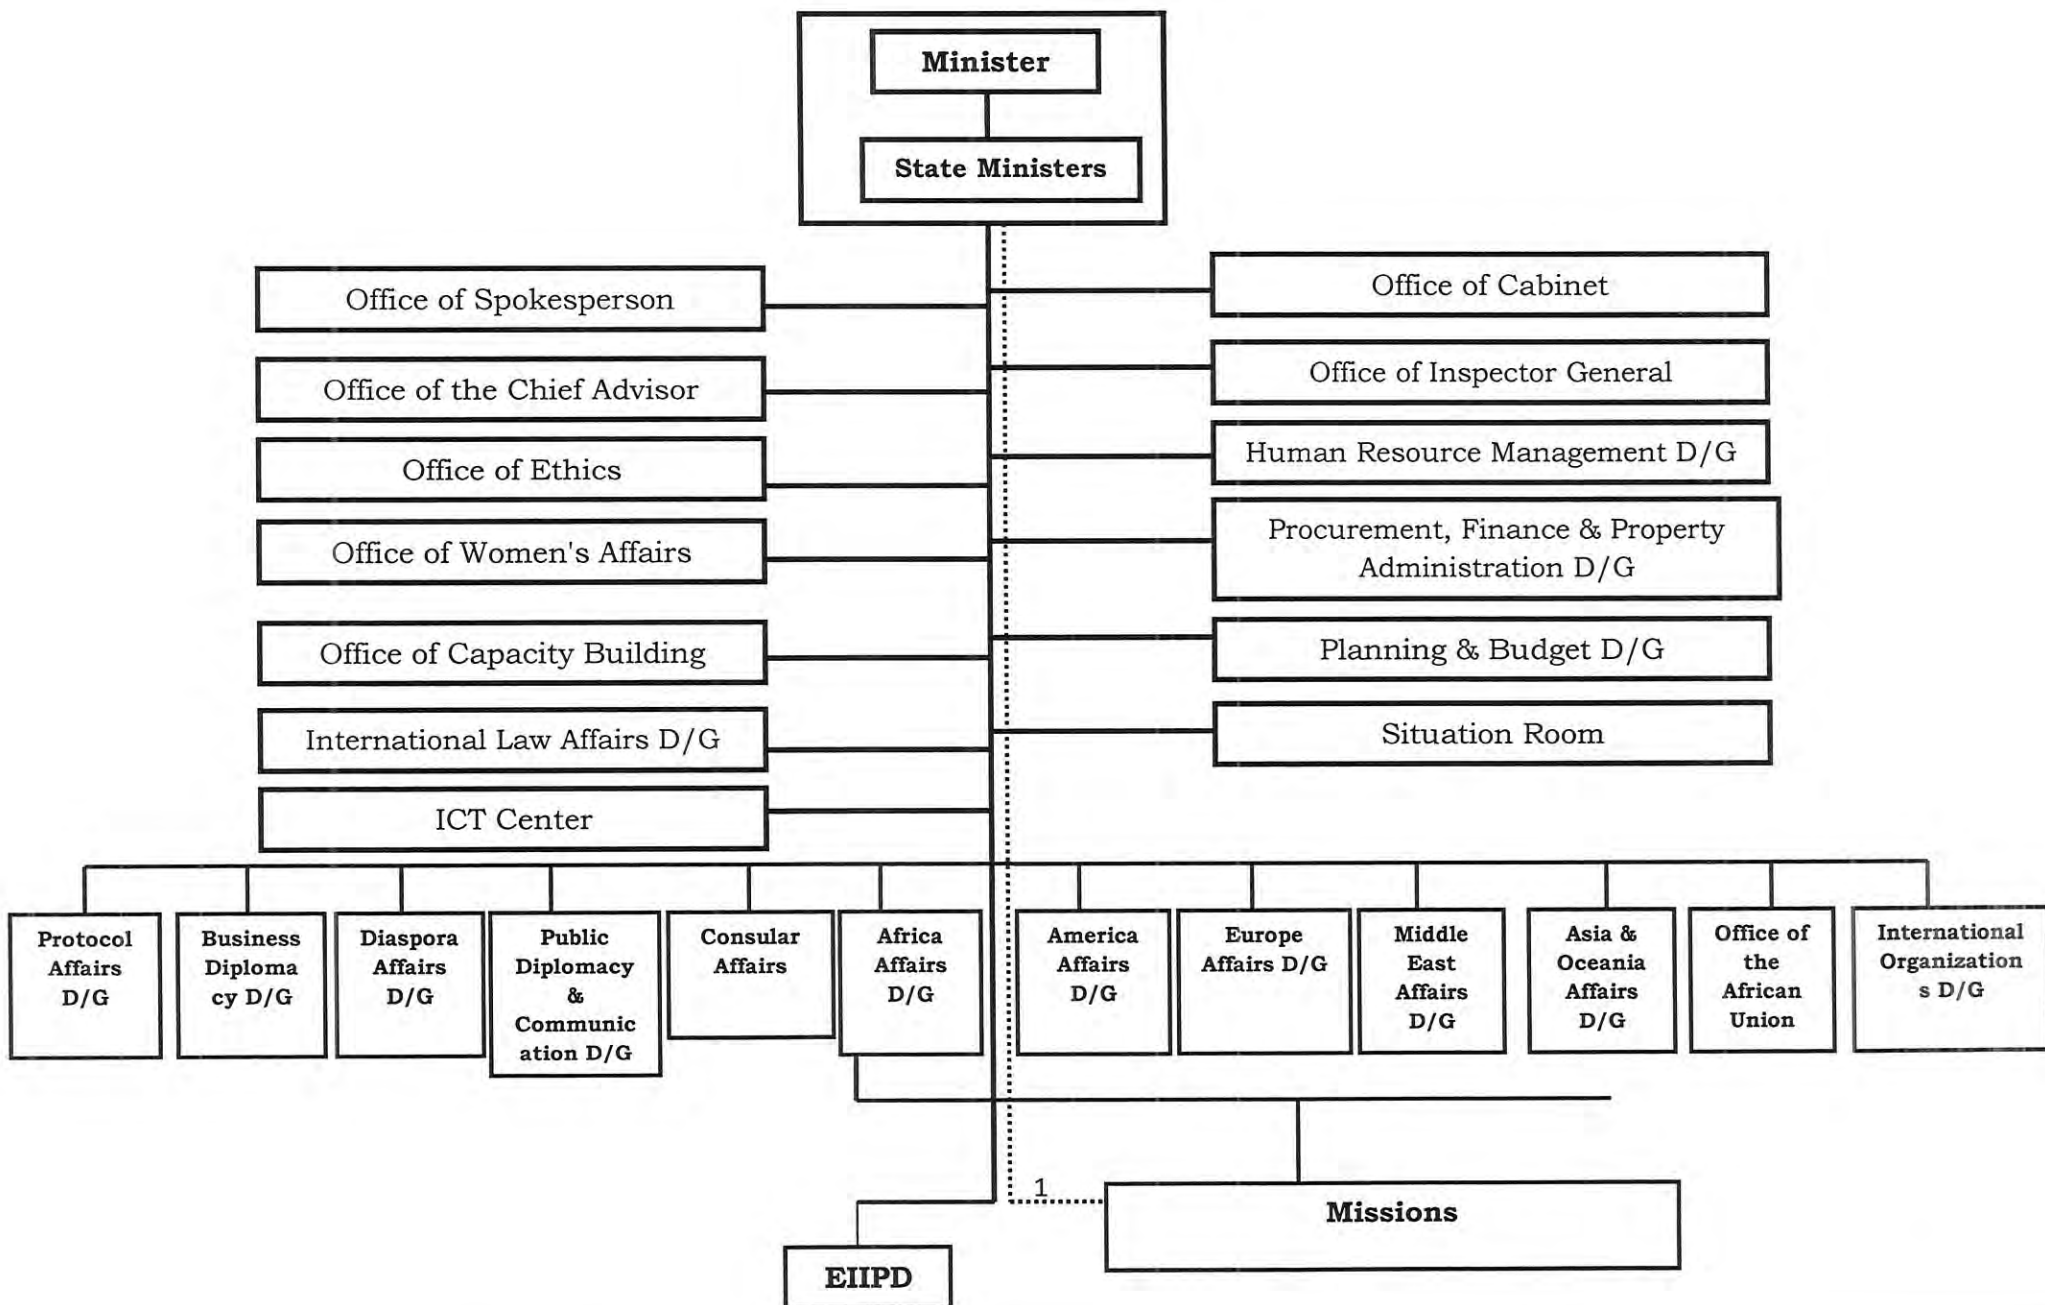 Minister
State Ministers
Office of Spokesperson
Office of Cabinet
Office of the Chief Advisor
Office of Inspector General
Office of Ethics
Human Resource Management D/G
Office of Women's Affairs
Procurement, Finance & Property
Administration D/G
Office of Capacity Building
Planning & Budget D/G
International Law Affairs D/G
Situation Room
ICT Center
Protocol
Affairs
D/G
Business
Diploma
cy D/G
Diaspora
Affairs
D/G
Public
Diplomacy
&
Communic
ation D/G
Consular
Affairs
Africa
Affairs
D/G
America
Affairs
D/G
Europe
Affairs D/G
Middle
East
Affairs
D/G
Asia &
Oceania
Affairs
D/G
Office of
the
African
Union
International
Organization
s D/G
1
Missions
EIIPD